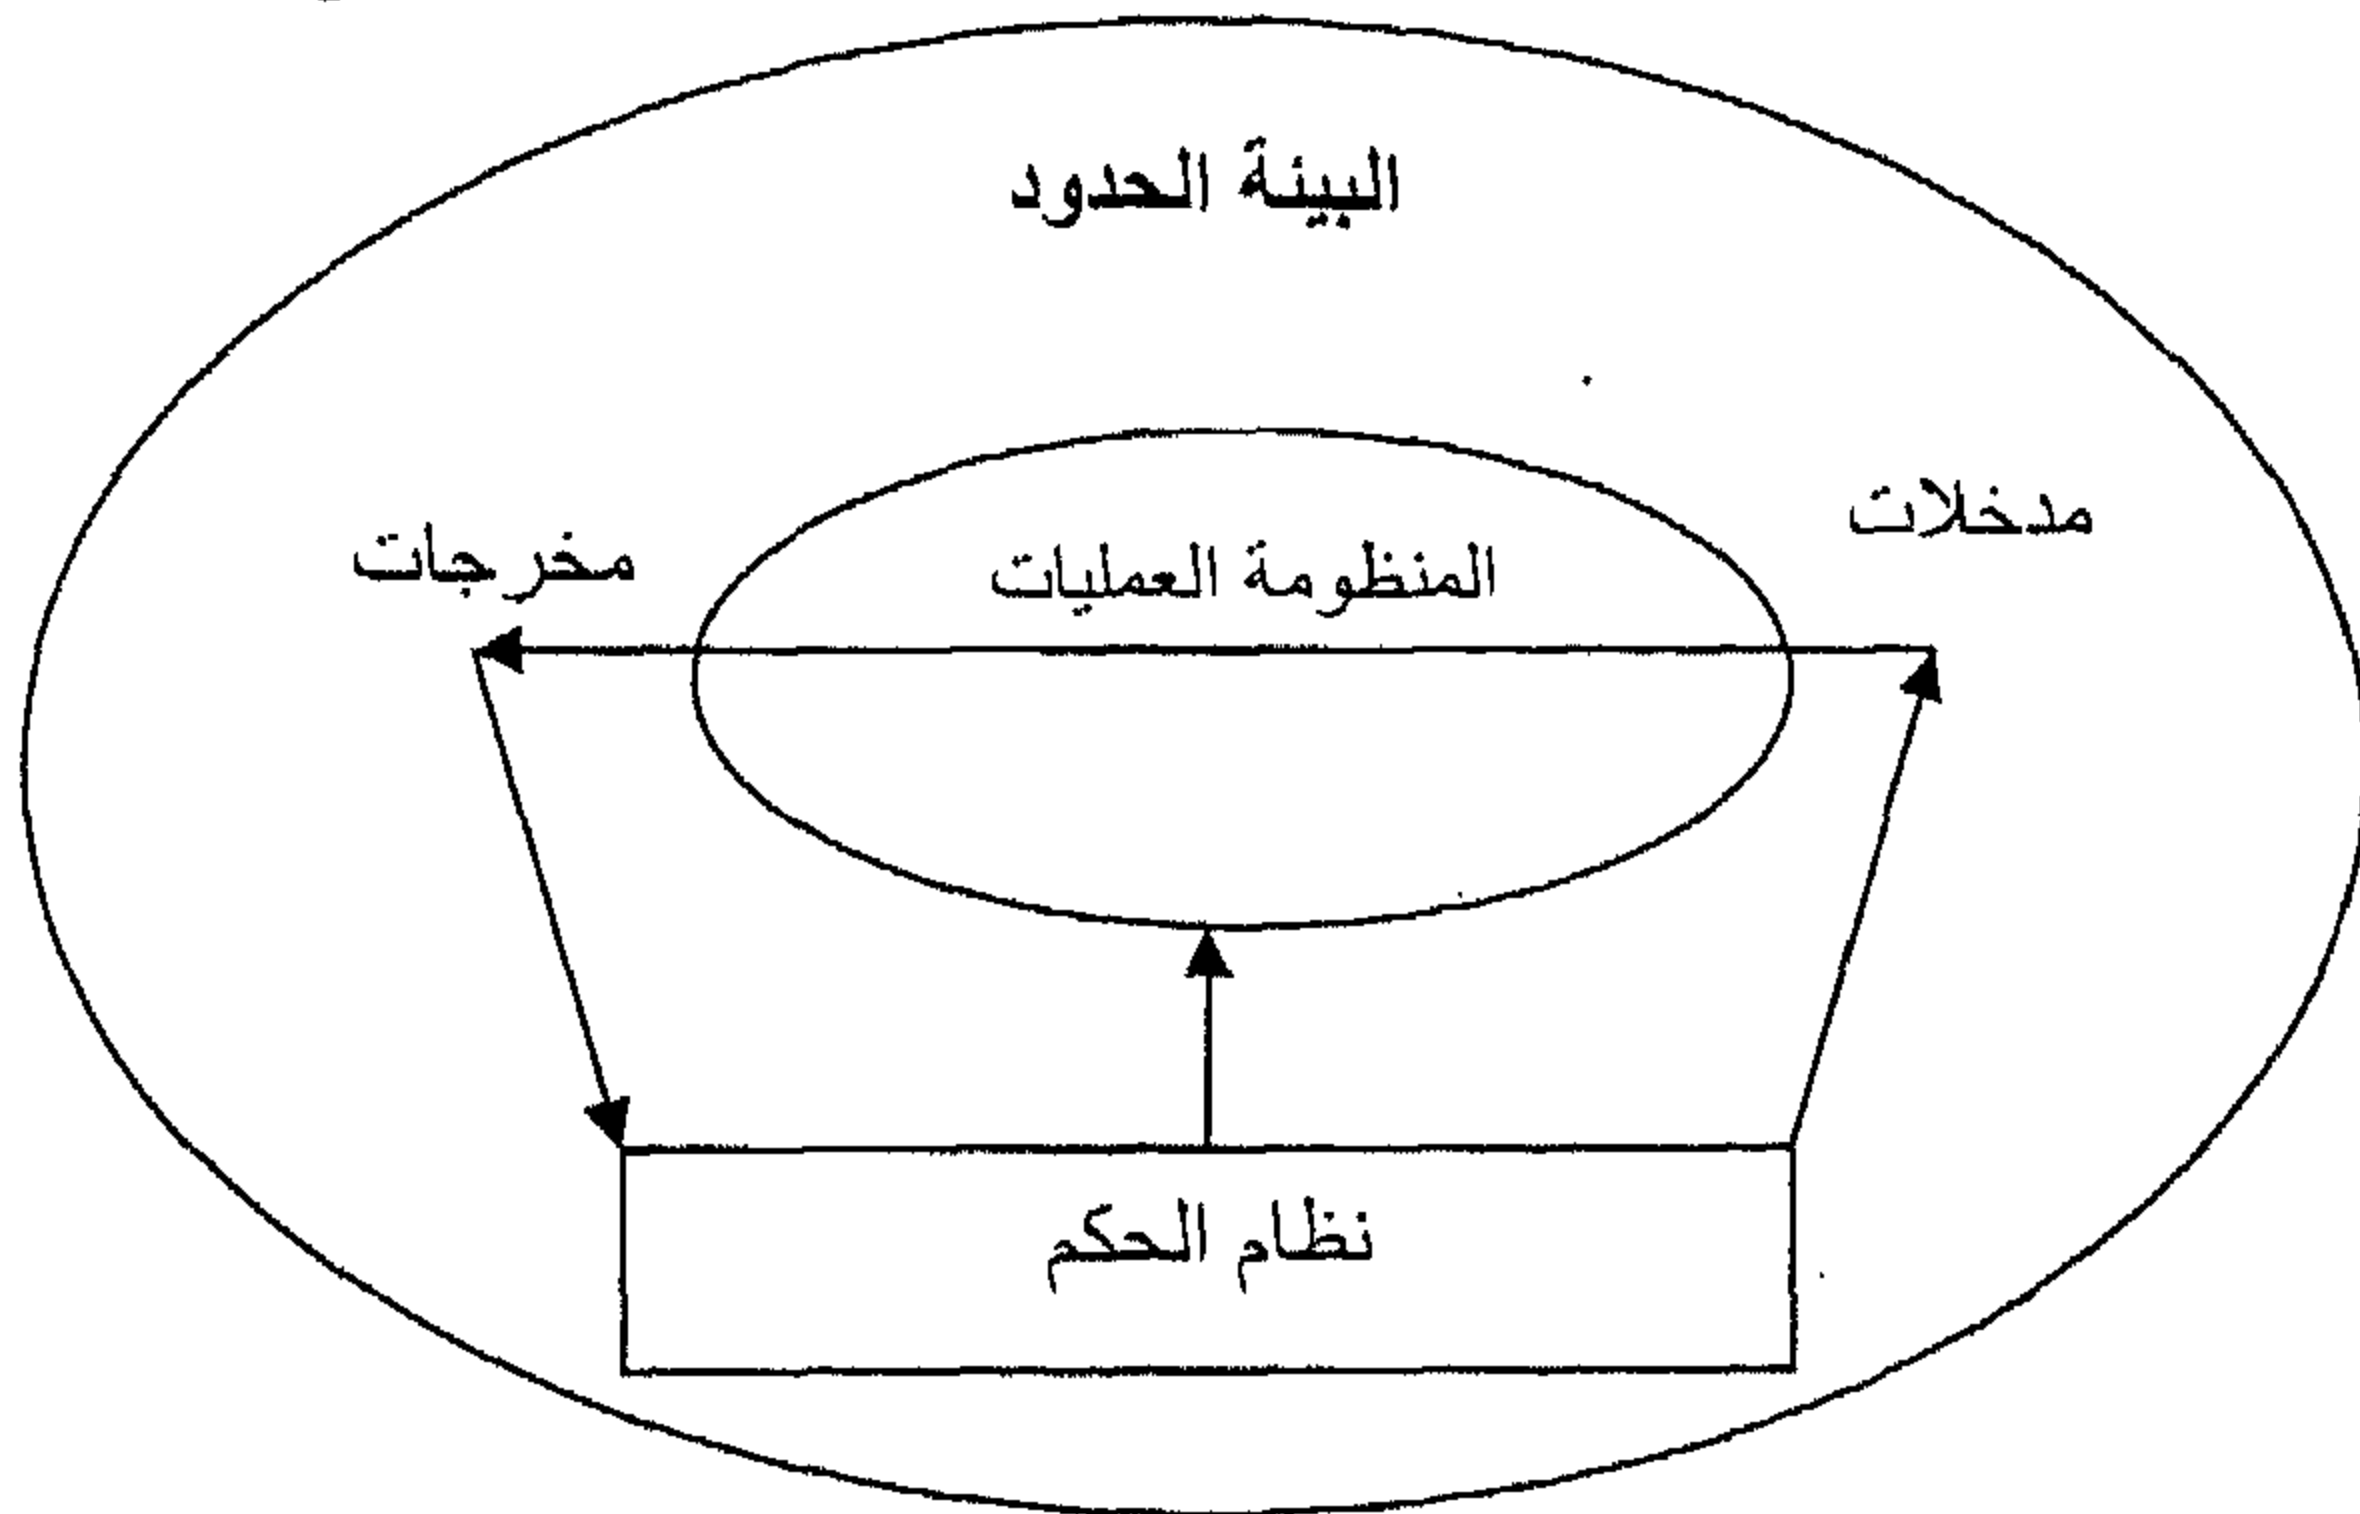 البيئة الحدود
مدخلات
المنظومة العمليات
مخرجات
نظام الحكم